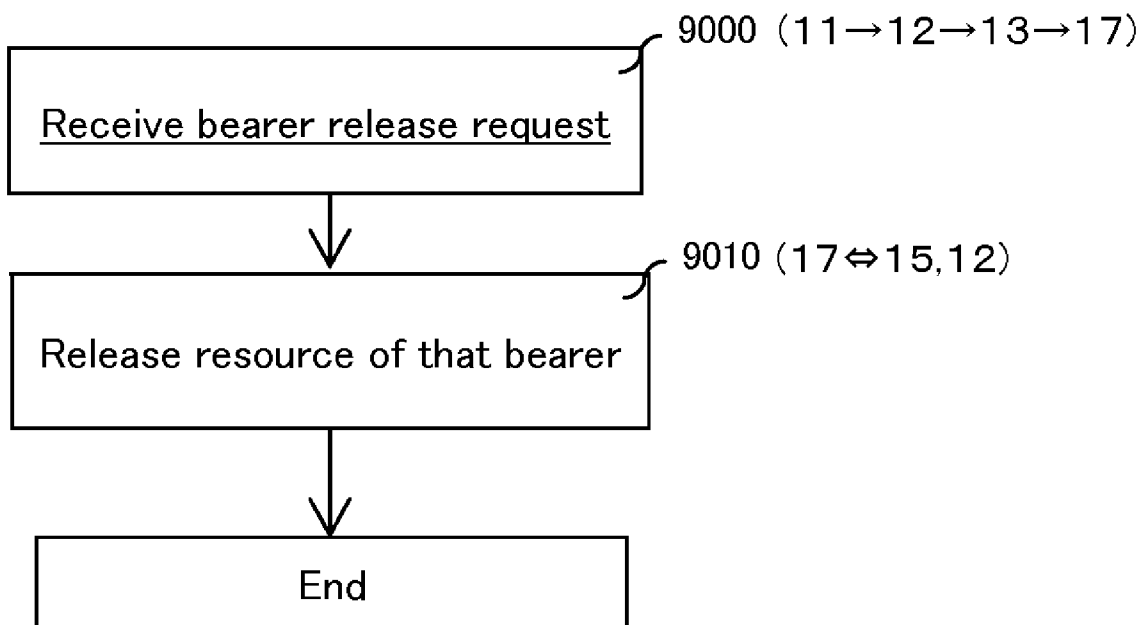 9000 (11→12→13→17)
Receive bearer release request
9010 (17⇔15,12)
Release resource of that bearer
End